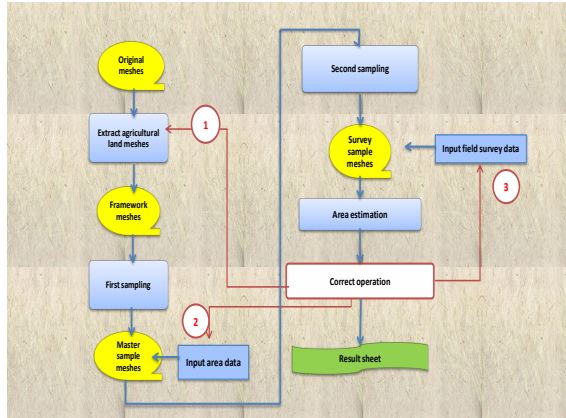 Original
meshes
Extract agricultural
land meshes
1
Framework
meshes
First sampling
2
Master
sample
meshes
Input area data
Second sampling
Survey
sample
meshes
Input field survey data
3
Area estimation
Correct operation
Result sheet